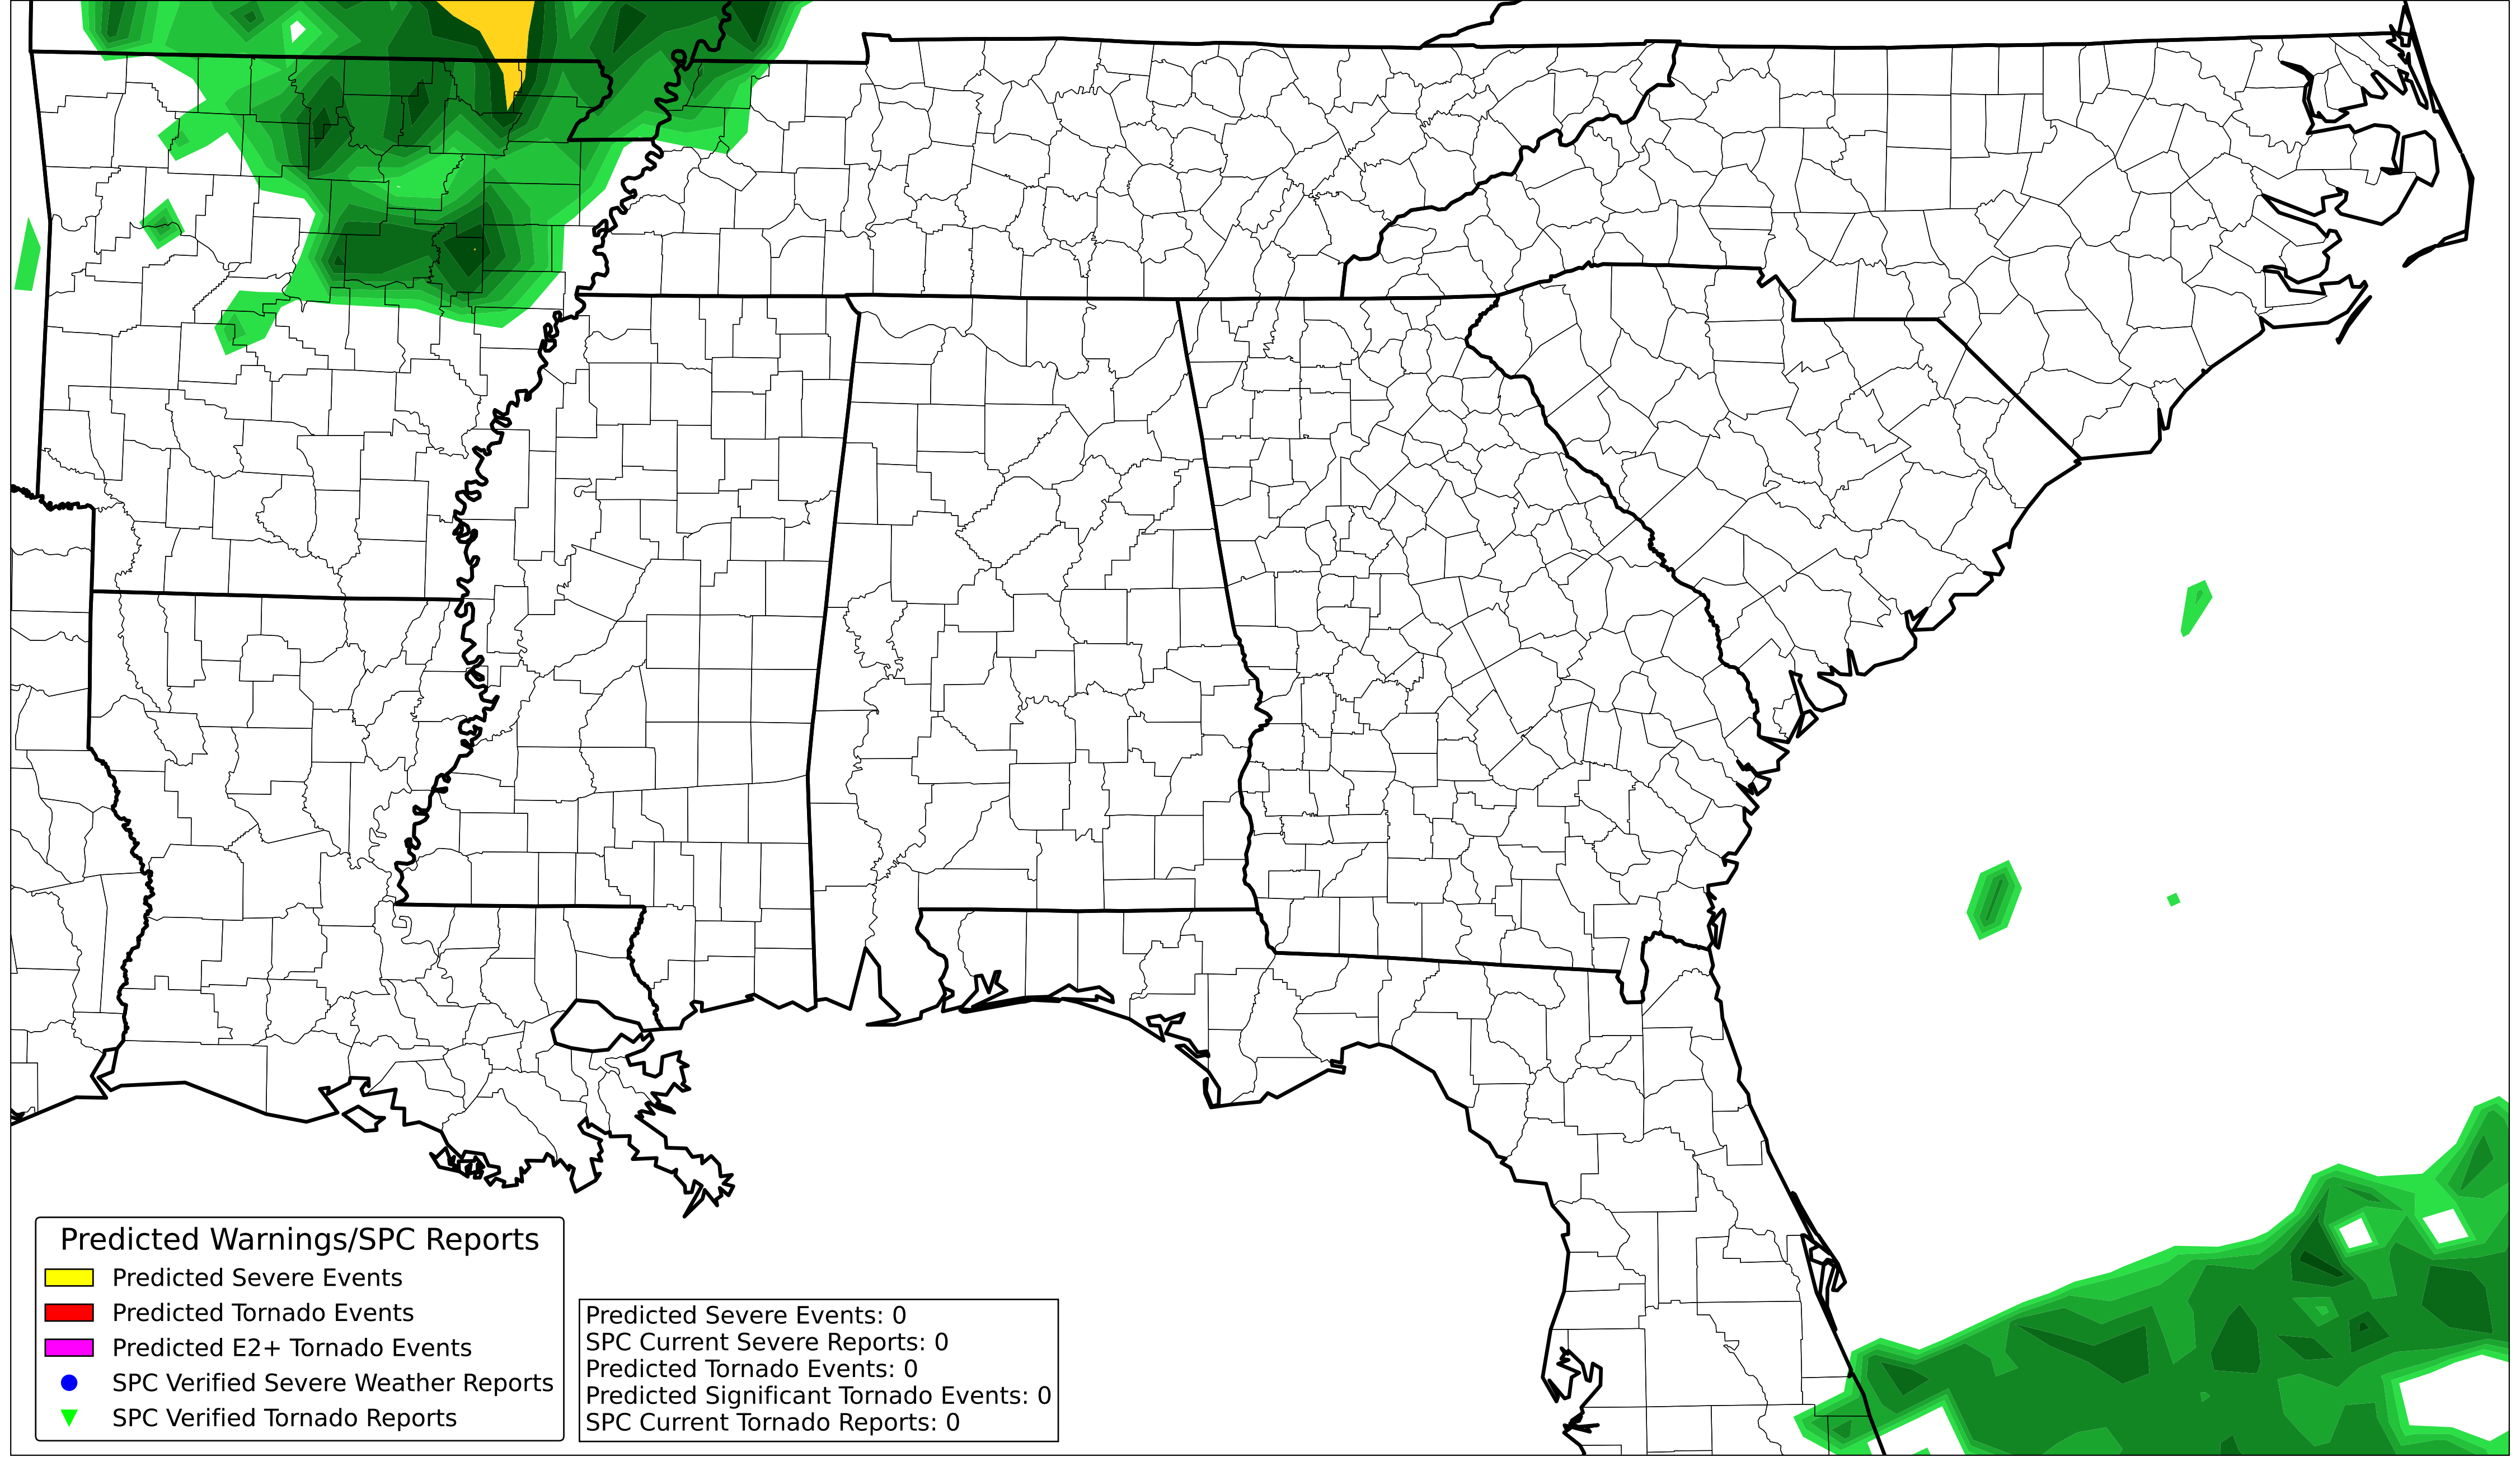 Predicted Warnings/SPC Reports
Predicted Severe Events
Predicted Tornado Events
Predicted E2+ Tornado Events
SPC Verified Severe Weather Reports
SPC Verified Tornado Reports
Predicted Severe Events: 0
SPC Current Severe Reports: 0
Predicted Tornado Events: 0
Predicted Significant Tornado Events: 0
SPC Current Tornado Reports: 0